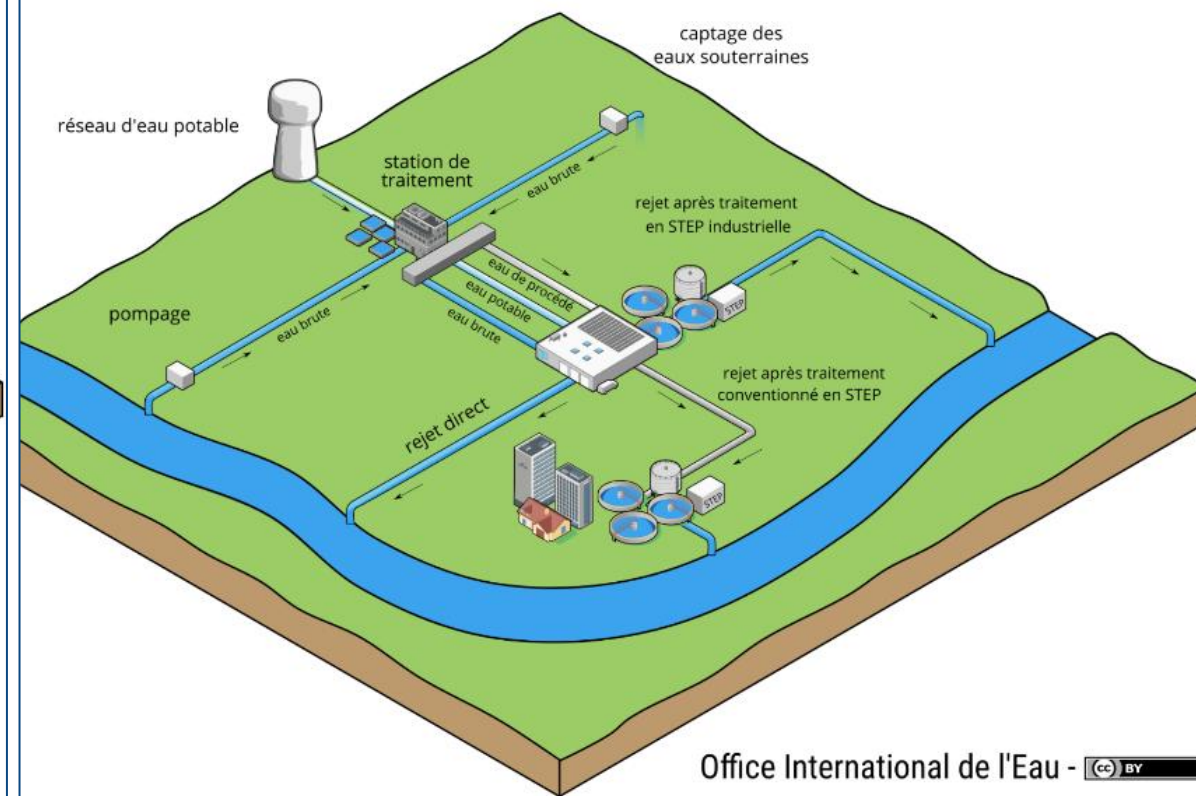 captage des
eaux souterraines
réseau d'eau potable
station de
traitement
eau brute
rejet après traitement
en STEP industrielle
eau de procédé
eau potable
eau brute
STEP
pompage
eau brute
rejet après traitement
conventionné en STEP
rejet direct
STEP
Office International de l'Eau - cc BY